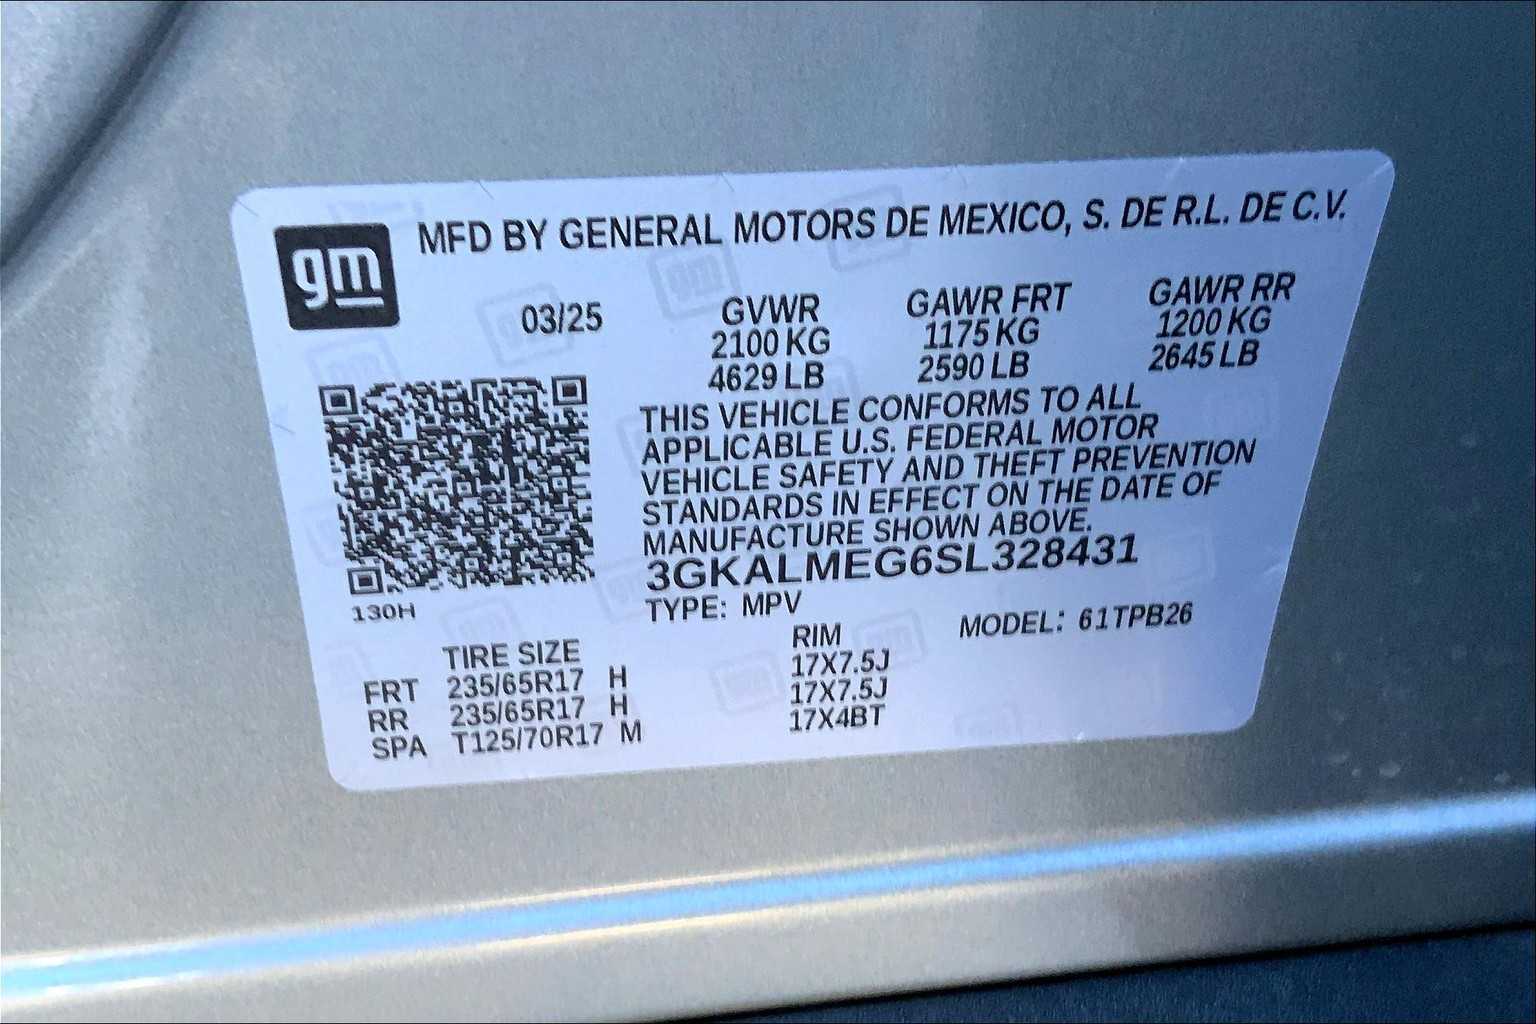 gm
MFD BY GENERAL MOTORS DE MEXICO, S. DE R.L. DE C.V.
03/25 GVWR GAWR FRT GAWR RR
2100 KG 1175 KG 1200 KG
4629 LB 2590 LB 2645 LB
THIS VEHICLE CONFORMS TO ALL
APPLICABLE U.S. FEDERAL MOTOR
VEHICLE SAFETY AND THEFT PREVENTION
STANDARDS IN EFFECT ON THE DATE OF
MANUFACTURE SHOWN ABOVE.
3GKALMEG6SL328431
130H
TYPE: MPV MODEL: 61TPB26
TIRE SIZE RIM
FRT 235/65R17 H 17X7.5J
RR 235/65R17 H 17X7.5J
SPA T125/70R17 M 17X4BT